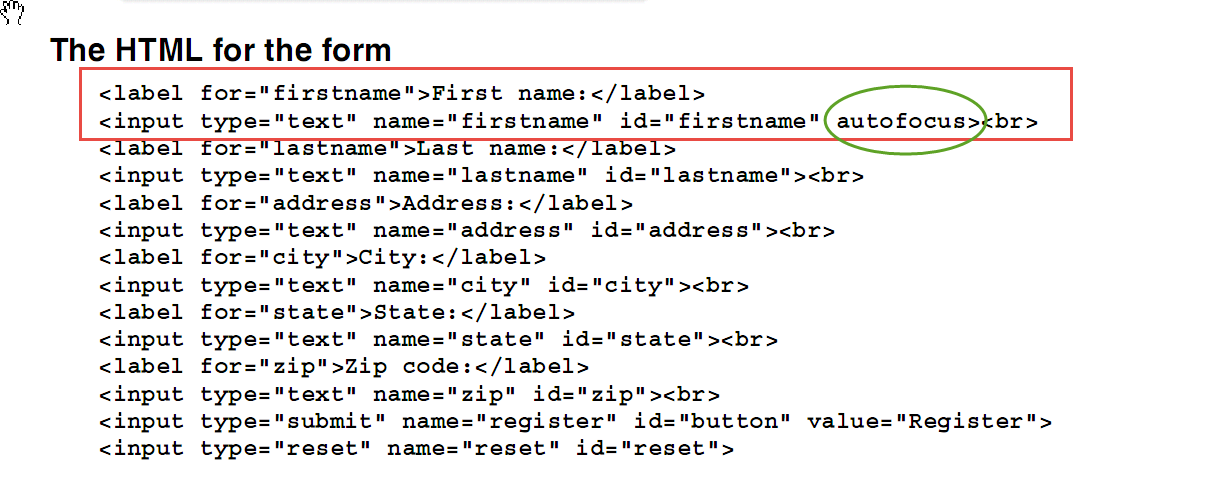 The HTML for the form
<label for="firstname">First name:</label>
<input type="text" name="firstname" id="firstname" autofocus><br>
<label for="lastname">Last name:</label>
<input type="text" name="lastname" id="lastname"><br>
<label for="address">Address:</label>
<input type="text" name="address" id="address"><br>
<label for="city">City:</label>
<input type="text" name="city" id="city"><br>
<label for="state">State:</label>
<input type="text" name="state" id="state"><br>
<label for="zip">Zip code:</label>
<input type="text" name="zip" id="zip"><br>
<input type="submit" name="register" id="button" value="Register">
<input type="reset" name="reset" id="reset">